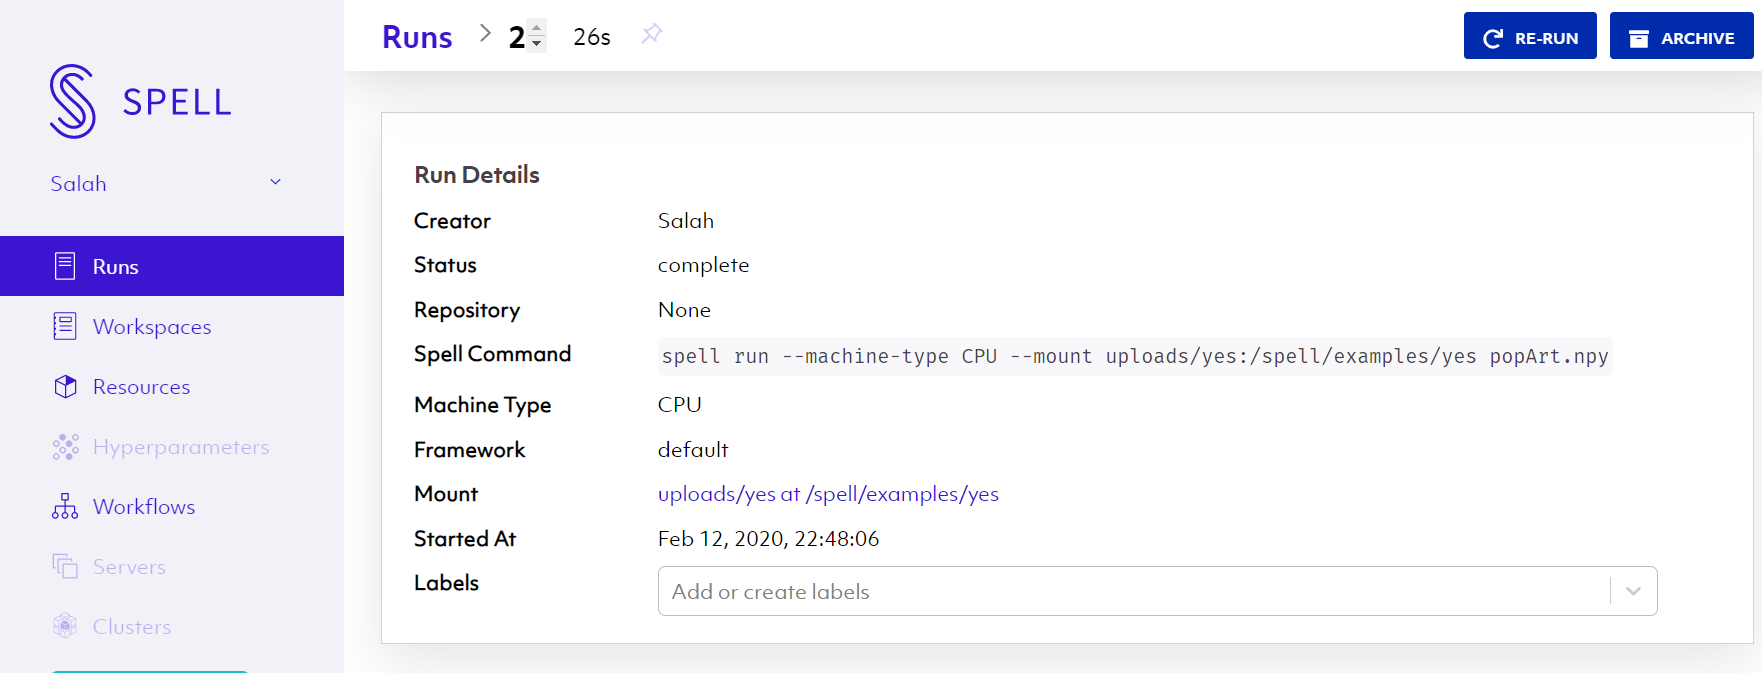 Runs > 2 26s
RE-RUN
ARCHIVE
SPELL
Salah
Runs
Workspaces
Resources
Hyperparameters
Workflows
Servers
Clusters
Run Details
Creator Salah
Status complete
Repository None
Spell Command spell run --machine-type CPU --mount uploads/yes:/spell/examples/yes popArt.npy
Machine Type CPU
Framework default
Mount uploads/yes at /spell/examples/yes
Started At Feb 12, 2020, 22:48:06
Labels Add or create labels